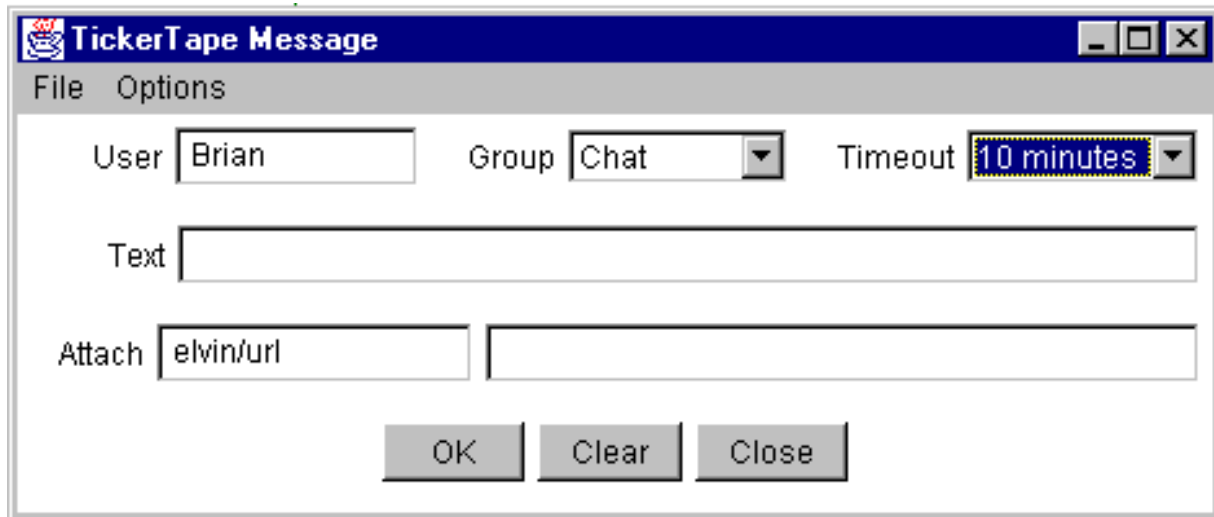 TickerTape Message
File Options
User Brian Group Chat Timeout 10 minutes
Text
Attach elvin/url
OK Clear Close